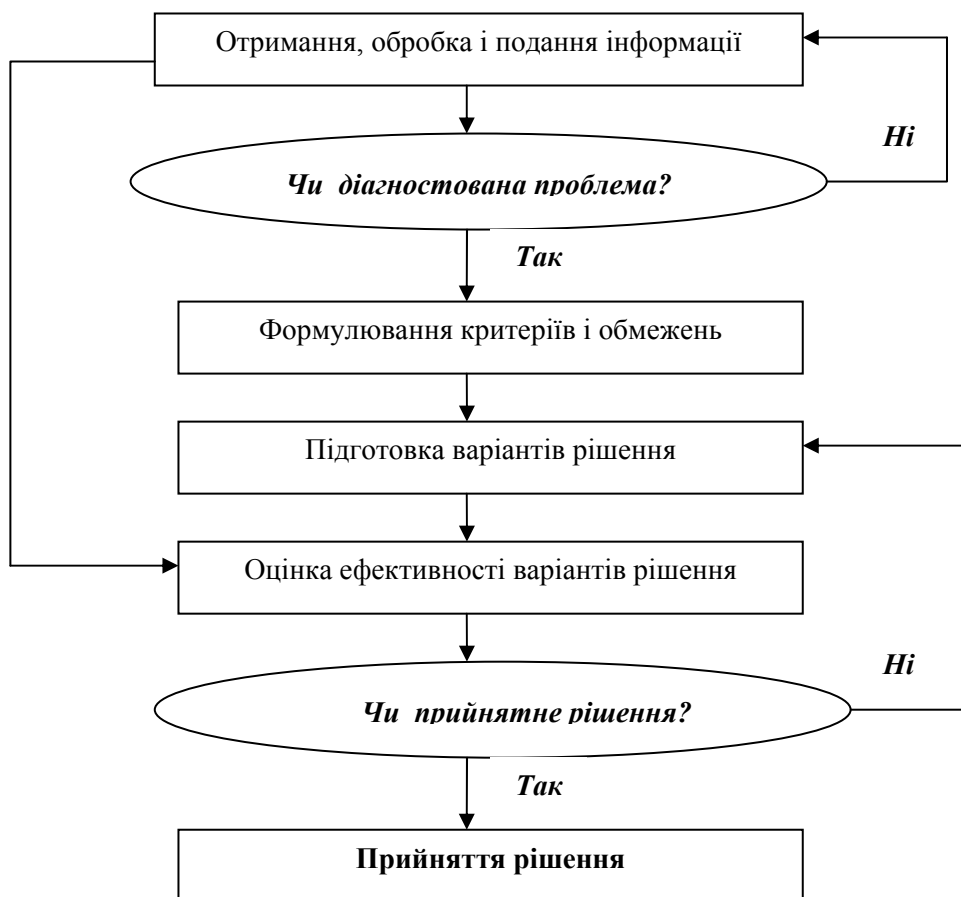 Отримання, обробка і подання інформації
Ні
Чи діагностована проблема?
Так
Формулювання критеріїв і обмежень
Підготовка варіантів рішення
Оцінка ефективності варіантів рішення
Ні
Чи прийнятне рішення?
Так
Прийняття рішення